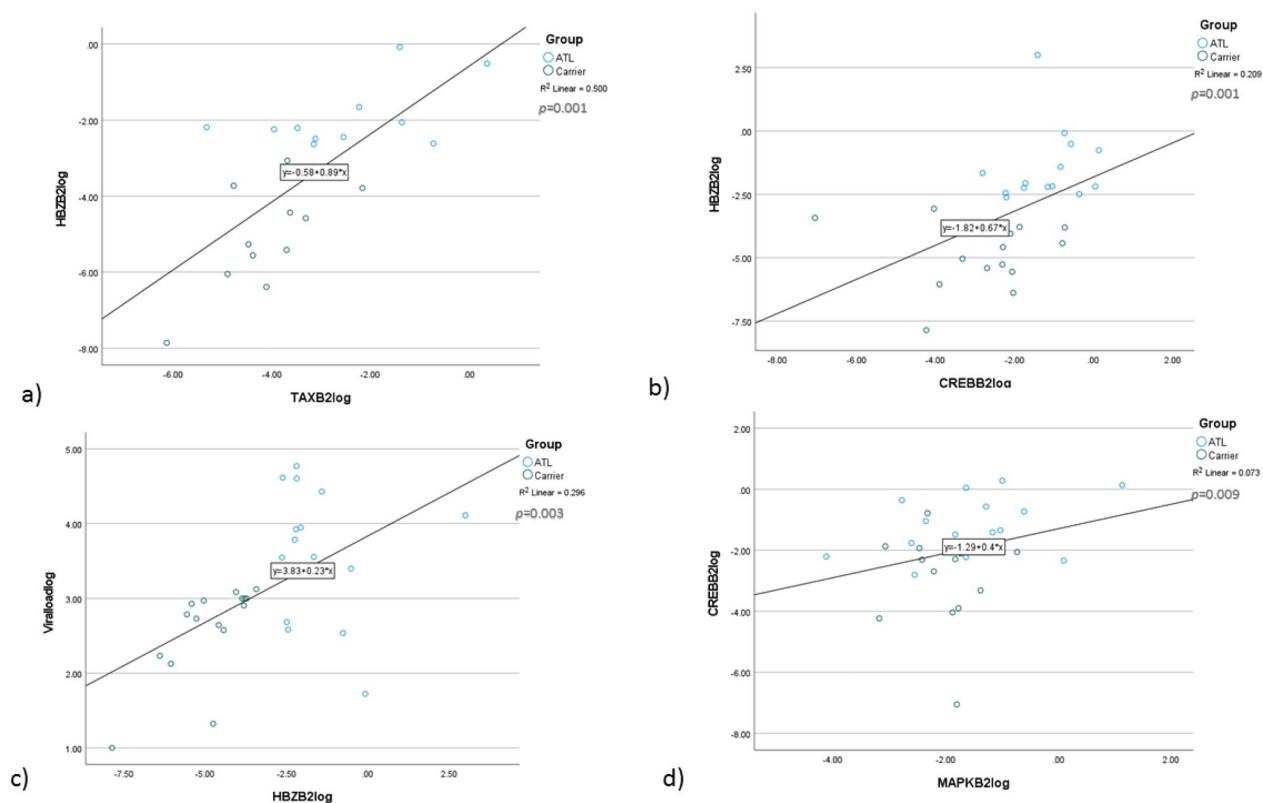 .00
-2.00
-4.00
-6.00
-8.00
HBZB2log
-6.00 -4.00 -2.00 .00
TAXB2log
y=-0.58+0.89*x
Group
ATL
Carrier
R² Linear = 0.500
p=0.001
a)
2.50
.00
-2.50
-5.00
-7.50
HBZB2log
-8.00 -6.00 -4.00 -2.00 .00 2.00
CREBB2log
y=-1.82+0.67*x
Group
ATL
Carrier
R² Linear = 0.209
p=0.001
b)
5.00
4.00
3.00
2.00
1.00
Viralloadlog
-7.50 -5.00 -2.50 .00 2.50
HBZB2log
y=3.83+0.23*x
Group
ATL
Carrier
R² Linear = 0.296
p=0.003
c)
2.00
.00
-2.00
-4.00
-6.00
-8.00
CREBB2log
-4.00 -2.00 .00 2.00
MAPKB2log
y=-1.29+0.4*x
Group
ATL
Carrier
R² Linear = 0.073
p=0.009
d)